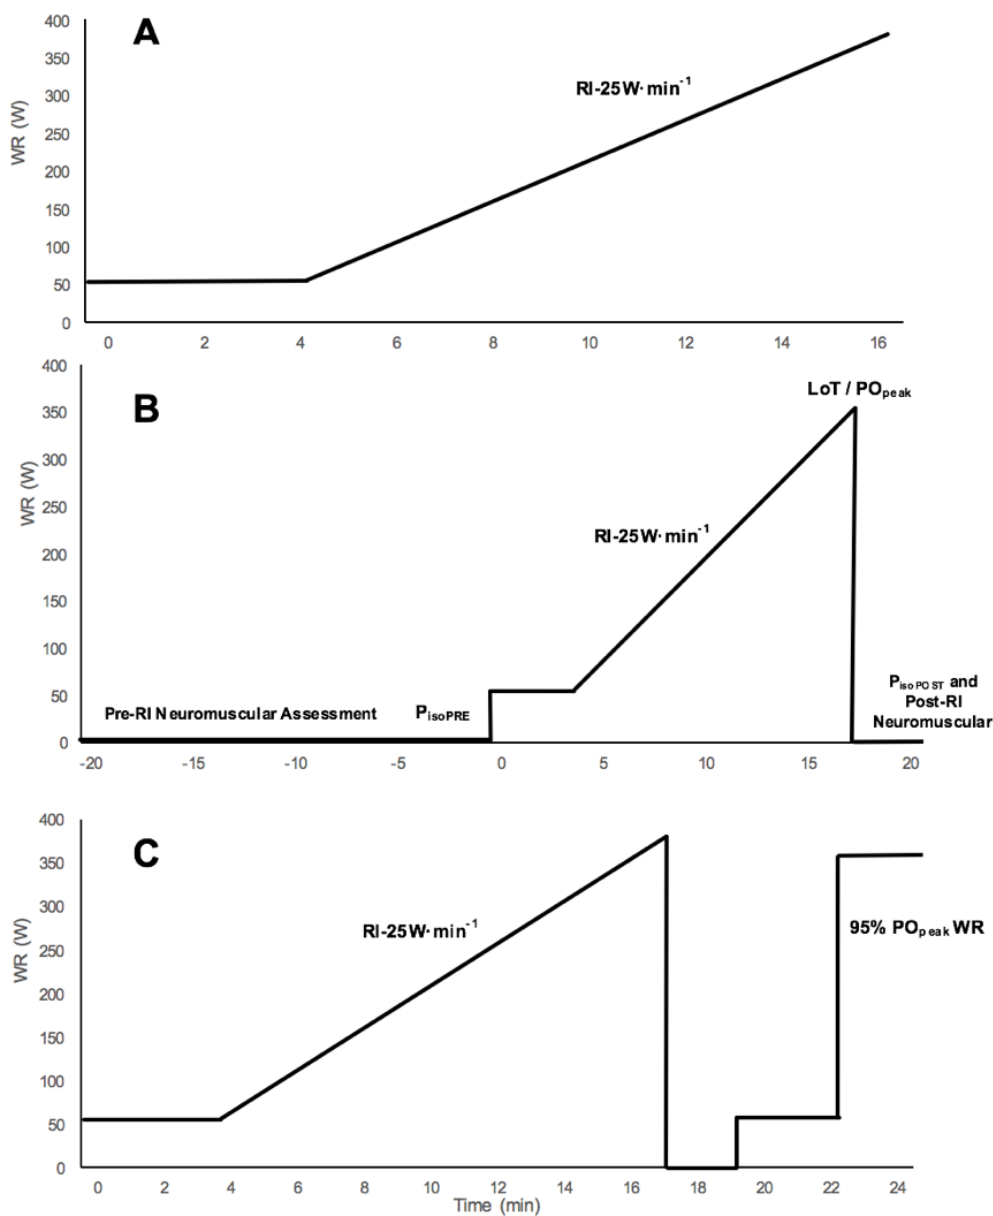 A
400
350
300
250
200
150
100
50
0
WR (W)
RI-25W·min⁻¹
0 2 4 6 8 10 12 14 16
B
400
350
300
250
200
150
100
50
0
WR (W)
LoT / POpeak
RI-25W·min⁻¹
Pre-RI Neuromuscular Assessment
PisoPRE
PisoPOST and
Post-RI
Neuromuscular
-20 -15 -10 -5 0 5 10 15 20
C
400
350
300
250
200
150
100
50
0
WR (W)
RI-25W·min⁻¹
95% POpeak WR
0 2 4 6 8 10 12 14 16 18 20 22 24
Time (min)